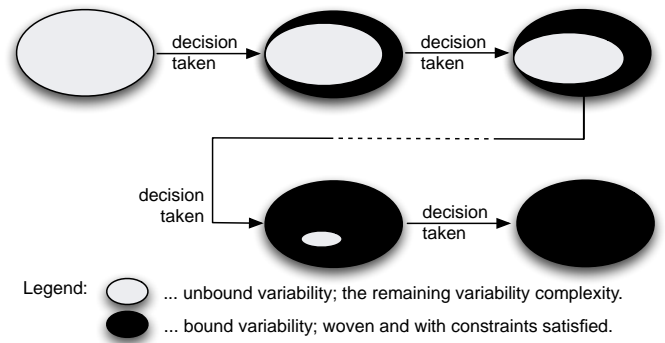 decision
taken
decision
taken
decision
taken
decision
taken
Legend:
... unbound variability; the remaining variability complexity.
... bound variability; woven and with constraints satisfied.